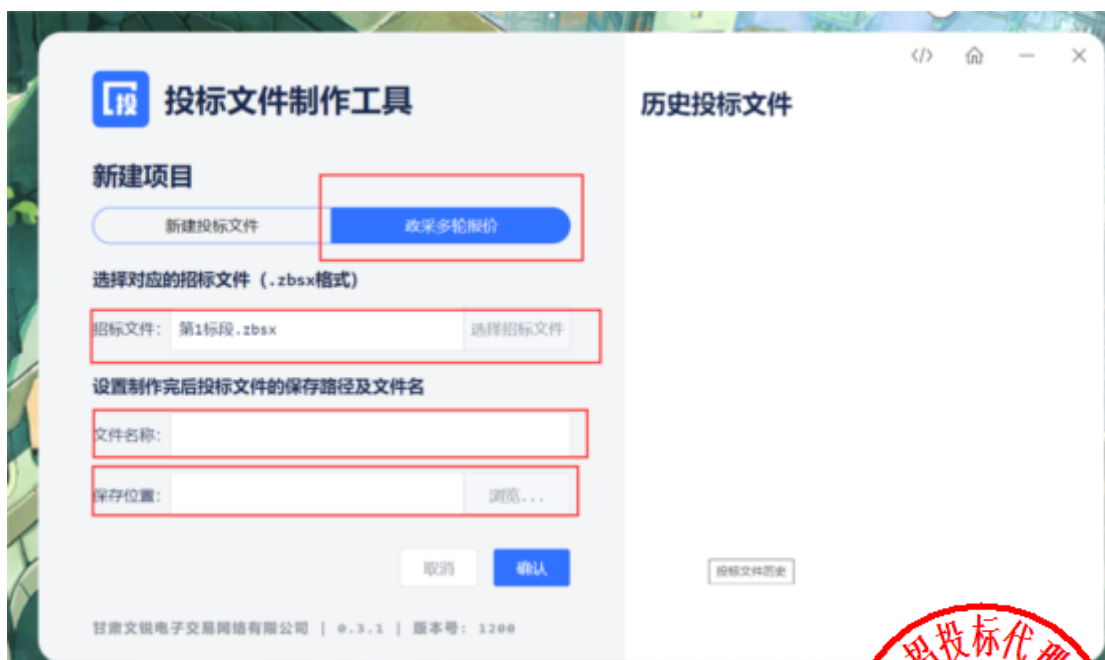 投标文件制作工具
历史投标文件
新建项目
新建投标文件 政采多轮报价
选择对应的招标文件（.zbsx格式）
招标文件： 第1标段.zbsx 选择招标文件
设置制作完后投标文件的保存路径及文件名
文件名称：
保存位置： 浏览...
取消 确认
投标文件历史
甘肃文锐电子交易网络有限公司 | 0.3.1 | 版本号: 1200
投标代理